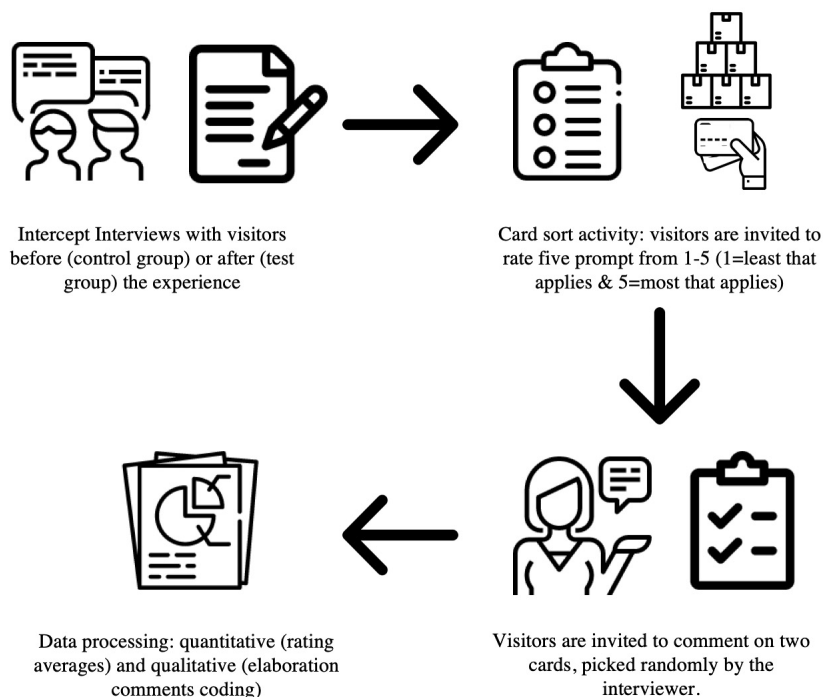 Intercept Interviews with visitors
before (control group) or after (test
group) the experience
Card sort activity: visitors are invited to
rate five prompt from 1-5 (1=least that
applies & 5=most that applies)
Visitors are invited to comment on two
cards, picked randomly by the
interviewer.
Data processing: quantitative (rating
averages) and qualitative (elaboration
comments coding)